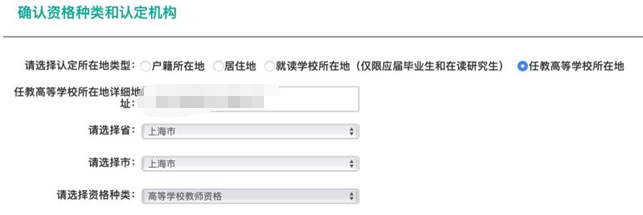 确认资格种类和认定机构
请选择认定所在地类型： 户籍所在地 居住地 就读学校所在地（仅限应届毕业生和在读研究生） 任教高等学校所在地
任教高等学校所在地详细地
址：
请选择省： 上海市
请选择市： 上海市
请选择资格种类： 高等学校教师资格